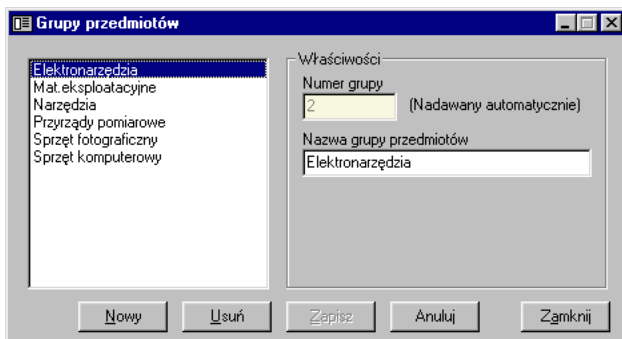 Grupy przedmiotów
Elektronarzędzia
Mat.eksploatacyjne
Narzędzia
Przyrządy pomiarowe
Sprzęt fotograficzny
Sprzęt komputerowy
Właściwości
Numer grupy
2 (Nadawany automatycznie)
Nazwa grupy przedmiotów
Elektronarzędzia
Nowy Usuń Zapisz Anuluj Zamknij